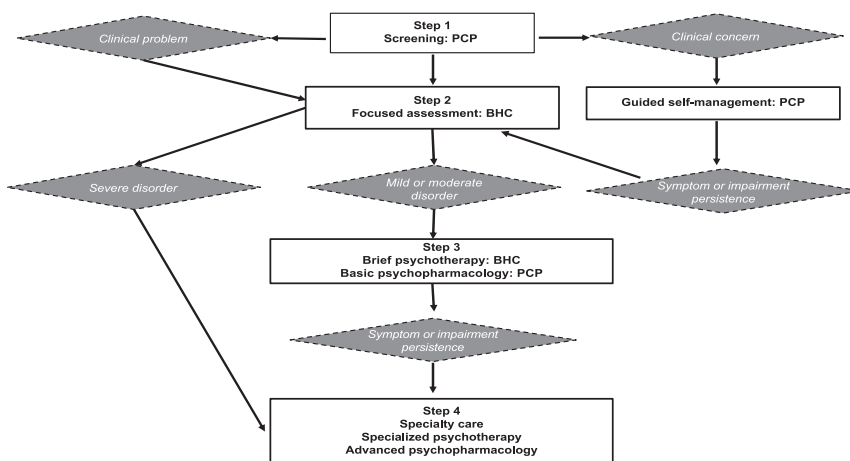 Step 1
Screening: PCP
Clinical problem
Clinical concern
Step 2
Focused assessment: BHC
Guided self-management: PCP
Severe disorder
Mild or moderate
disorder
Symptom or impairment
persistence
Step 3
Brief psychotherapy: BHC
Basic psychopharmacology: PCP
Symptom or impairment
persistence
Step 4
Specialty care
Specialized psychotherapy
Advanced psychopharmacology